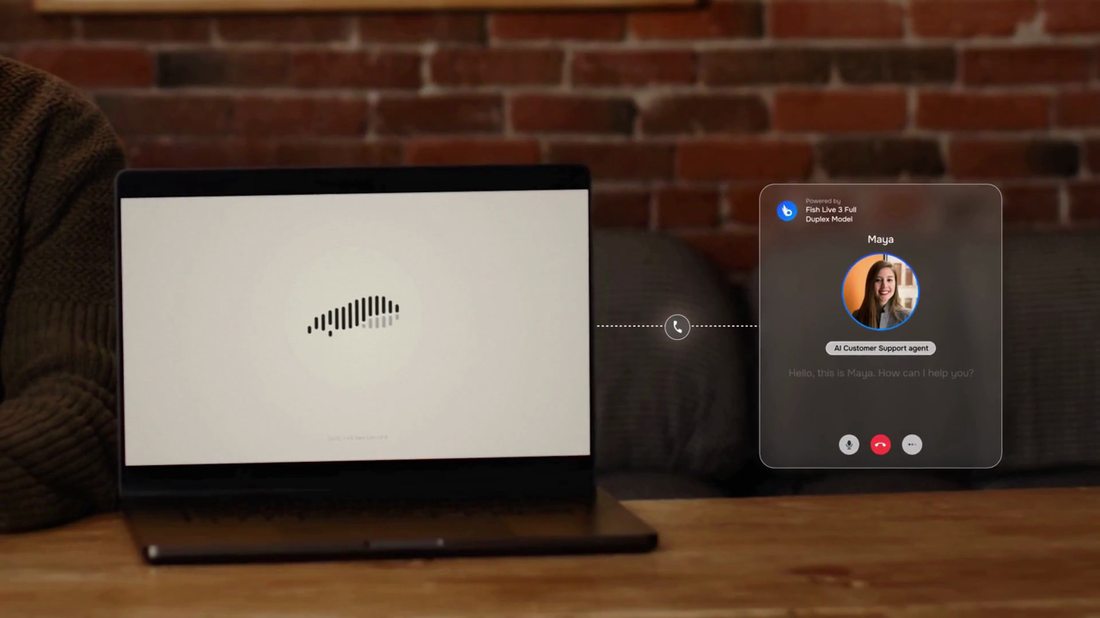 Powered by
Fish Live 3 Full
Duplex Model
Maya
AI Customer Support agent
Hello, this is Maya. How can I help you?